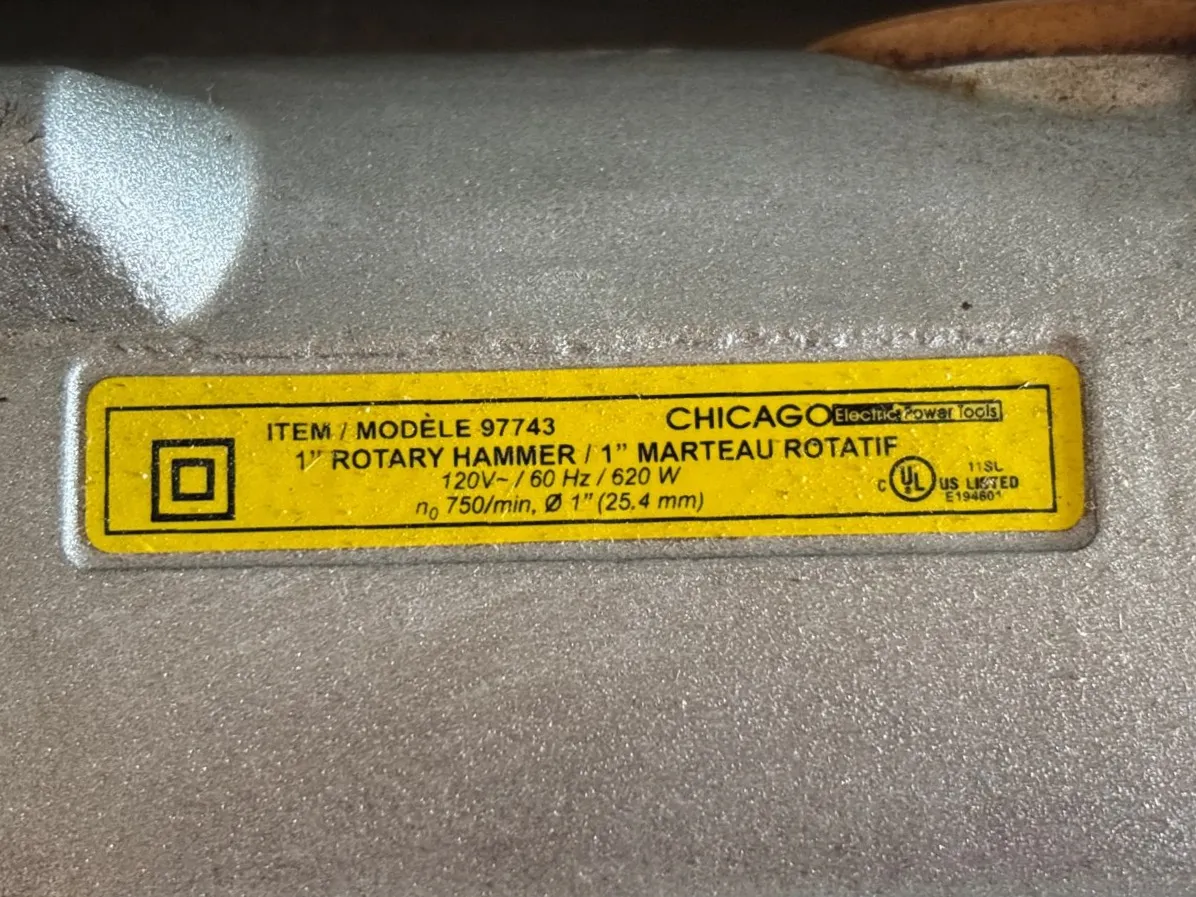 ITEM / MODÈLE 97743
CHICAGO Electric Power Tools
1" ROTARY HAMMER / 1" MARTEAU ROTATIF
120V~ / 60 Hz / 620 W
n₀ 750/min, Ø 1" (25.4 mm)
C UL US LISTED
11SL
E194601